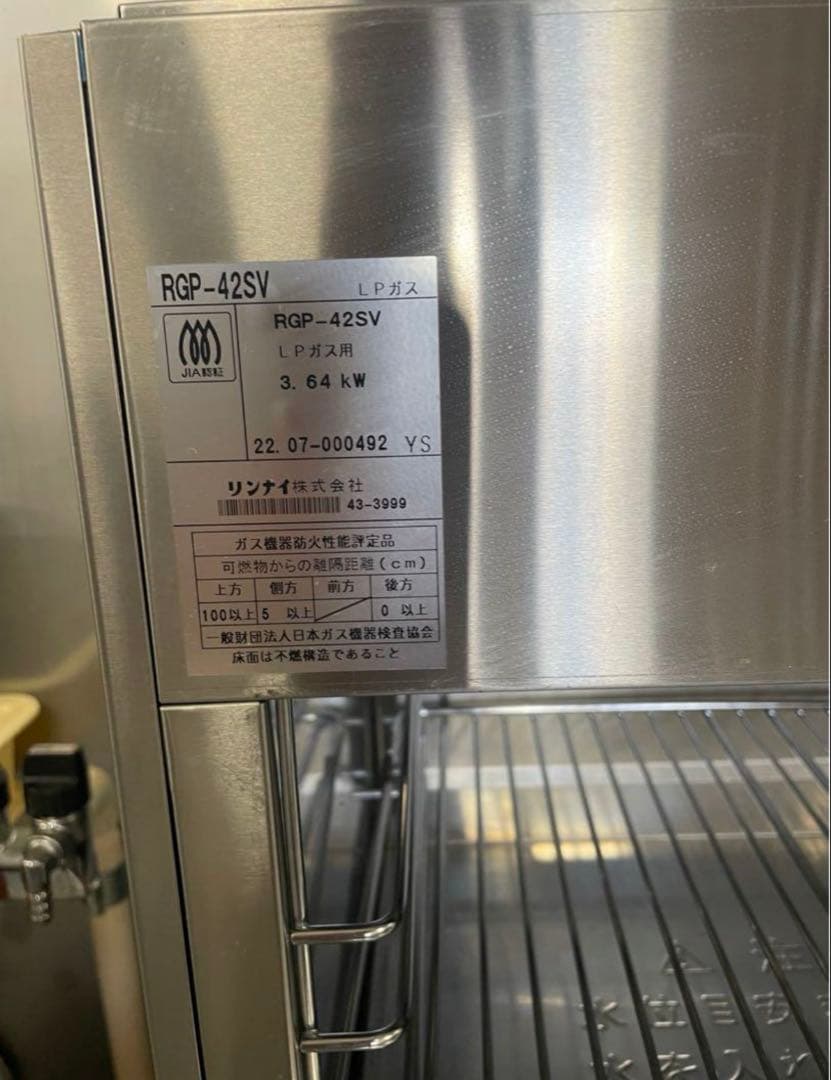 RGP-42SV LPガス
RGP-42SV
LPガス用
JIA認証
3. 64 kW
22. 07-000492 YS
リンナイ株式会社
43-3999
ガス機器防火性能評定品
可燃物からの離隔距離(cm)
上方 側方 前方 後方
100以上 5 以上 0 以上
一般財団法人日本ガス機器検査協会
床面は不燃構造であること